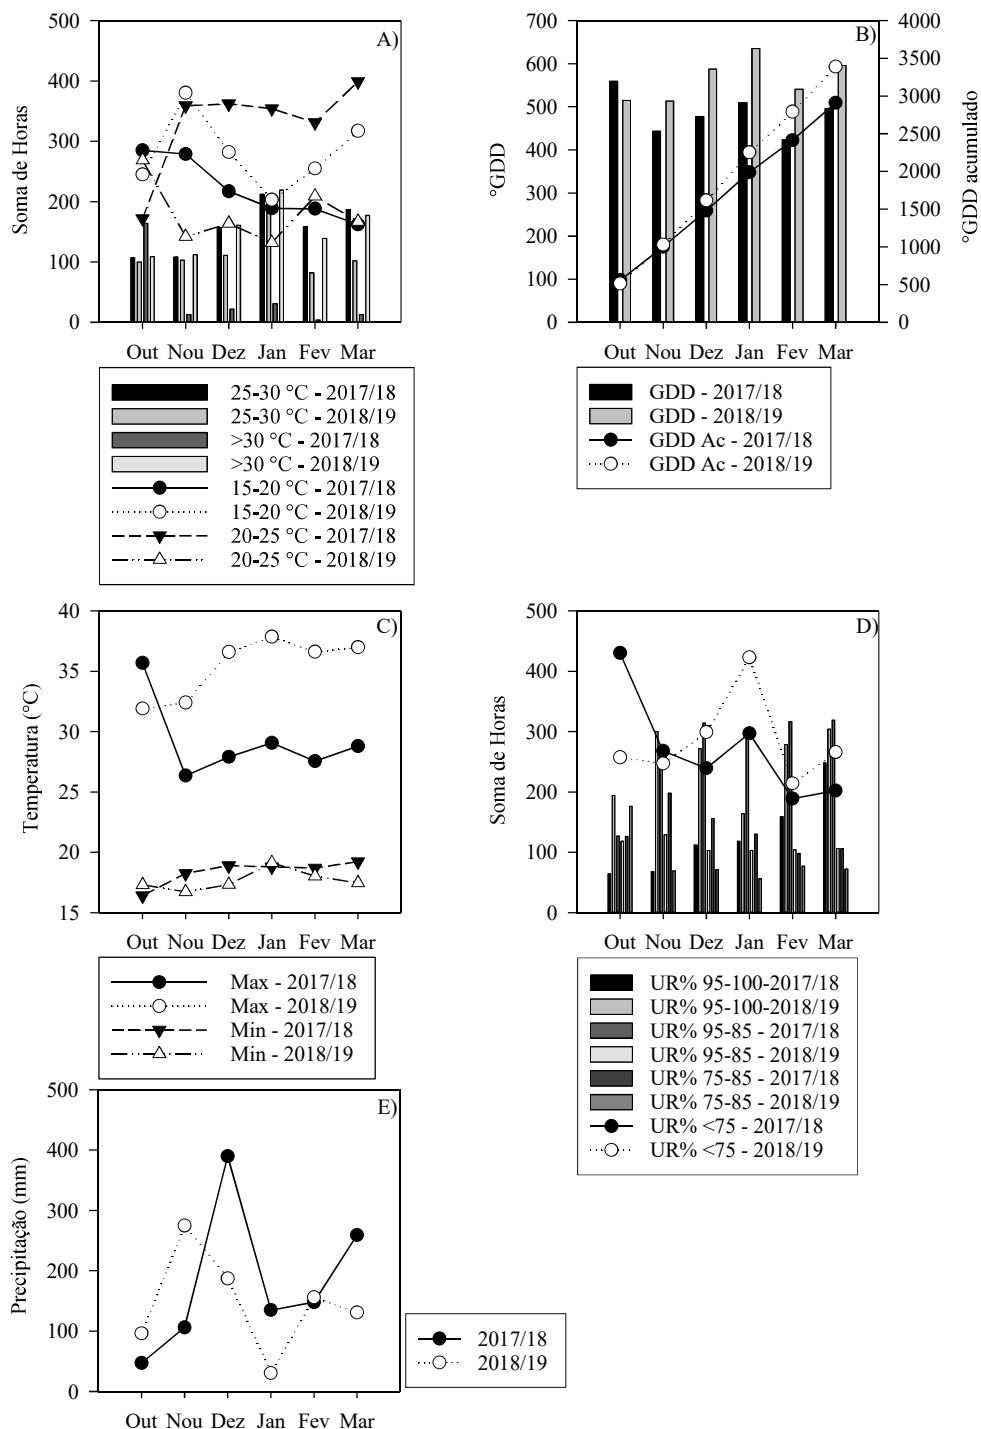 A)
Soma de Horas
500
400
300
200
100
0
Out Nou Dez Jan Fev Mar
25-30 °C - 2017/18
25-30 °C - 2018/19
>30 °C - 2017/18
>30 °C - 2018/19
15-20 °C - 2017/18
15-20 °C - 2018/19
20-25 °C - 2017/18
20-25 °C - 2018/19
B)
°GDD
700
600
500
400
300
200
100
0
4000
3500
3000
2500
2000
1500
1000
500
0
°GDD acumulado
Out Nou Dez Jan Fev Mar
GDD - 2017/18
GDD - 2018/19
GDD Ac - 2017/18
GDD Ac - 2018/19
C)
Temperatura (°C)
40
35
30
25
20
15
Out Nou Dez Jan Fev Mar
Max - 2017/18
Max - 2018/19
Min - 2017/18
Min - 2018/19
D)
Soma de Horas
500
400
300
200
100
0
Out Nou Dez Jan Fev Mar
UR% 95-100-2017/18
UR% 95-100-2018/19
UR% 95-85 - 2017/18
UR% 95-85 - 2018/19
UR% 75-85 - 2017/18
UR% 75-85 - 2018/19
UR% <75 - 2017/18
UR% <75 - 2018/19
E)
Precipitação (mm)
500
400
300
200
100
0
Out Nou Dez Jan Fev Mar
2017/18
2018/19